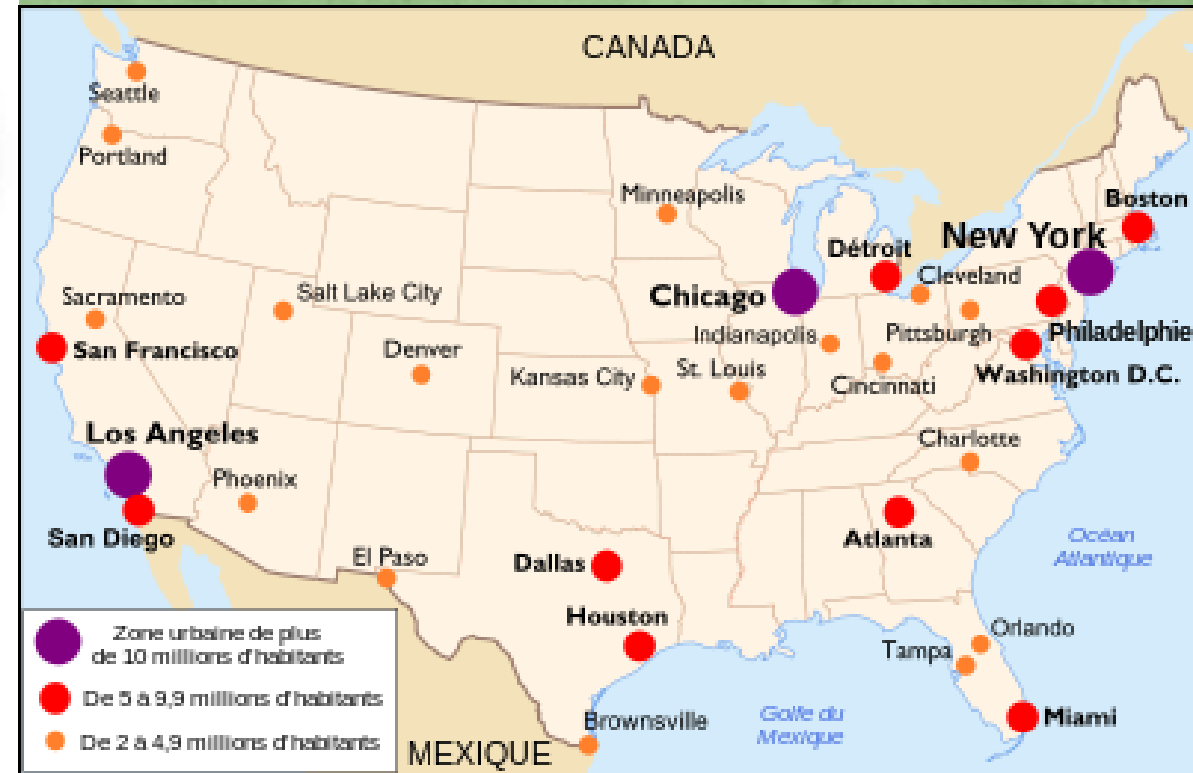 CANADA
Seattle
Portland
Minneapolis
Boston
New York
Détroit
Cleveland
Salt Lake City
Sacramento
Chicago
Indianapolis
Pittsburgh
Philadelphie
San Francisco
Denver
Kansas City
St. Louis
Cincinnati
Washington D.C.
Los Angeles
Charlotte
Phoenix
San Diego
Atlanta
Océan
Atlantique
El Paso
Dallas
Houston
Orlando
Tampa
Zone urbaine de plus
de 10 millions d'habitants
De 5 à 9,9 millions d'habitants
De 2 à 4,9 millions d'habitants
Brownsville
Golfe du
Mexique
Miami
MEXIQUE